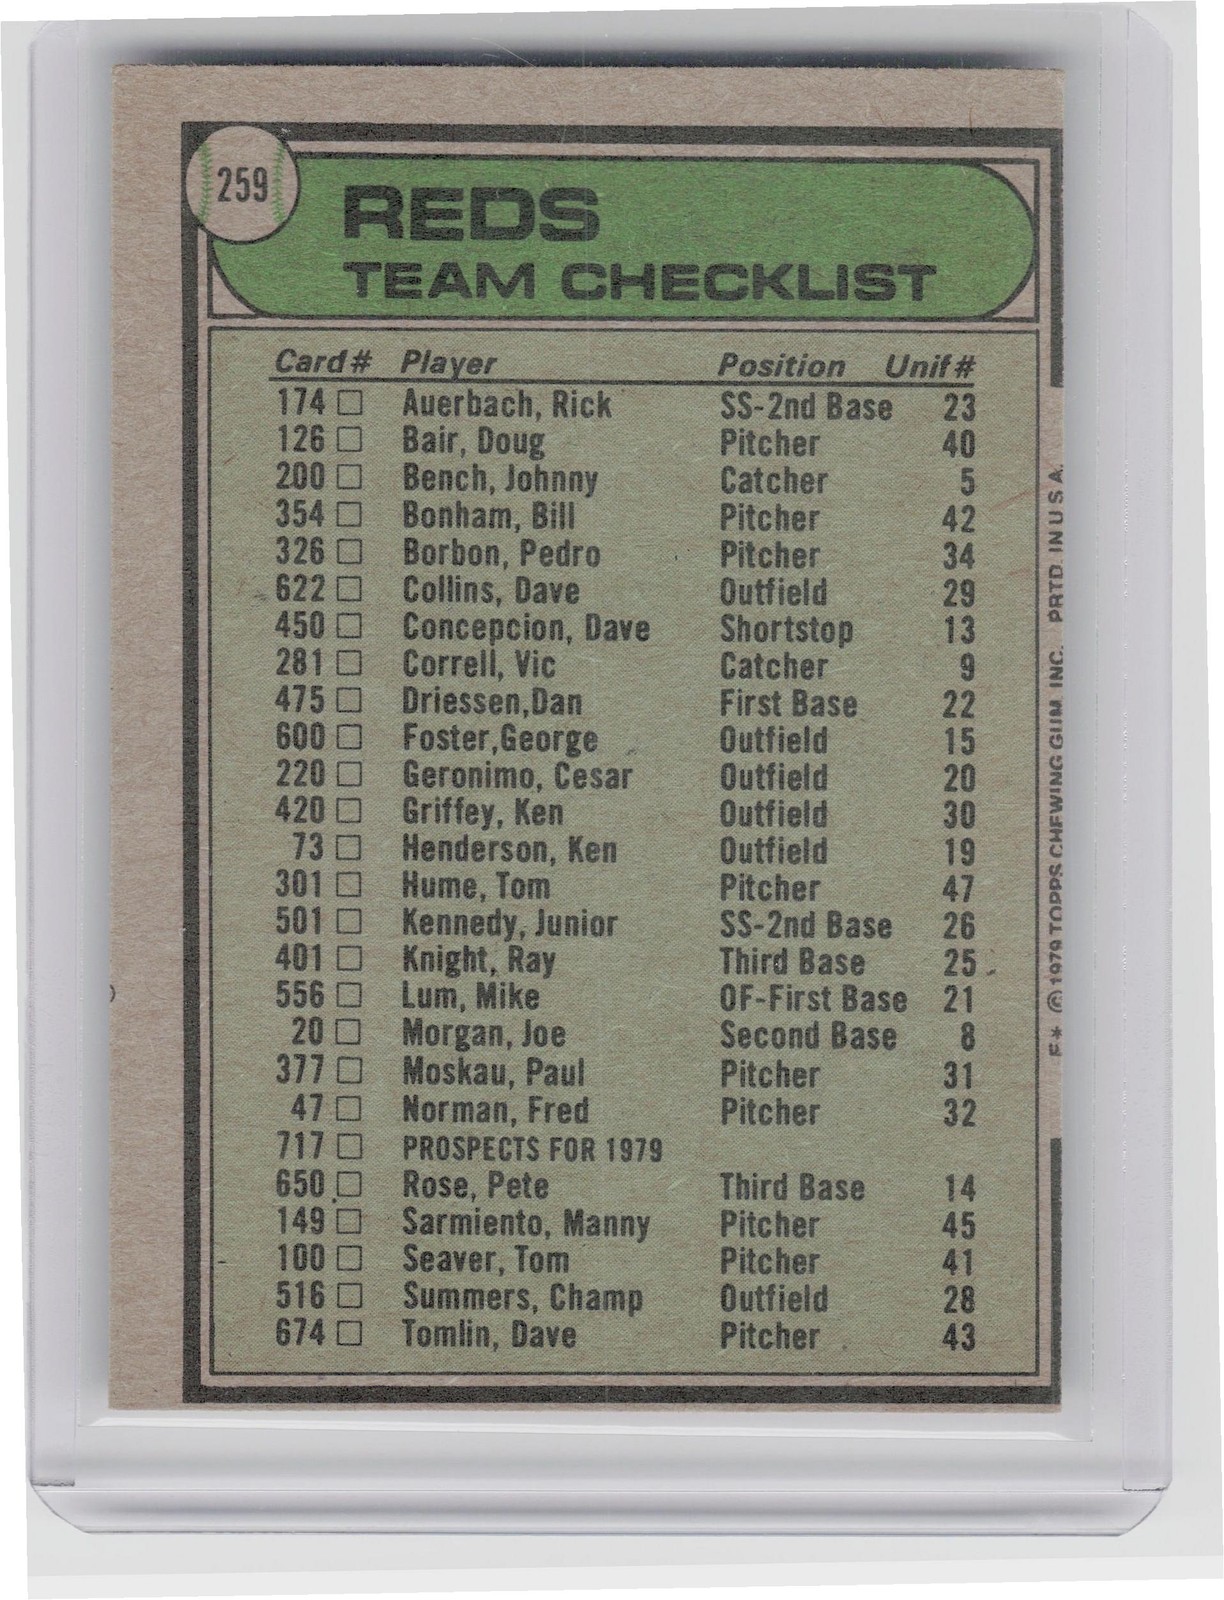 259
REDS
TEAM CHECKLIST
Card# Player Position Unif#
174 Auerbach, Rick SS-2nd Base 23
126 Bair, Doug Pitcher 40
200 Bench, Johnny Catcher 5
354 Bonham, Bill Pitcher 42
326 Borbon, Pedro Pitcher 34
622 Collins, Dave Outfield 29
450 Concepcion, Dave Shortstop 13
281 Correll, Vic Catcher 9
475 Driessen,Dan First Base 22
600 Foster,George Outfield 15
220 Geronimo, Cesar Outfield 20
420 Griffey, Ken Outfield 30
73 Henderson, Ken Outfield 19
301 Hume, Tom Pitcher 47
501 Kennedy, Junior SS-2nd Base 26
401 Knight, Ray Third Base 25
556 Lum, Mike OF-First Base 21
20 Morgan, Joe Second Base 8
377 Moskau, Paul Pitcher 31
47 Norman, Fred Pitcher 32
717 PROSPECTS FOR 1979
650 Rose, Pete Third Base 14
149 Sarmiento, Manny Pitcher 45
100 Seaver, Tom Pitcher 41
516 Summers, Champ Outfield 28
674 Tomlin, Dave Pitcher 43
F* © 1979 TOPPS CHEWING GUM, INC. PRTD. IN U.S.A.